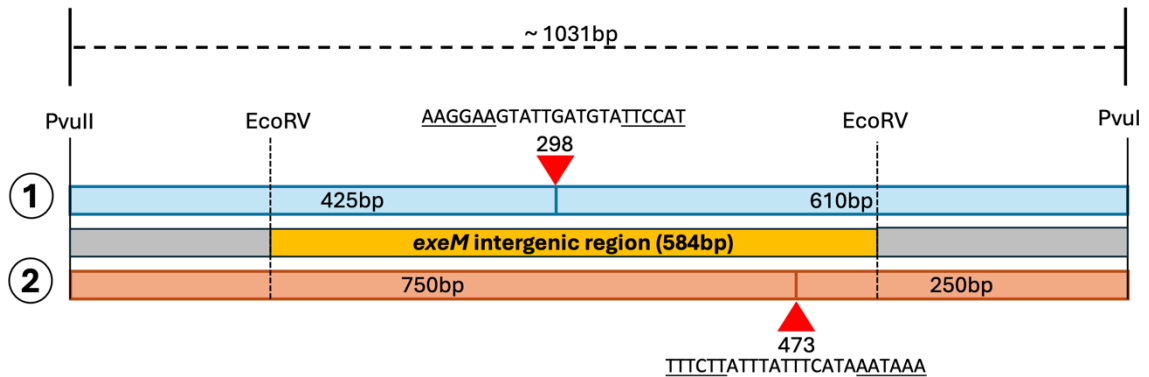 ~ 1031bp
AAGGAAGTATTGATGTATTCCAT
PvuII
EcoRV
EcoRV
PvuI
298
1
425bp
610bp
exeM intergenic region (584bp)
2
750bp
250bp
473
TTTCTTATTTATTTCATAAATAAA